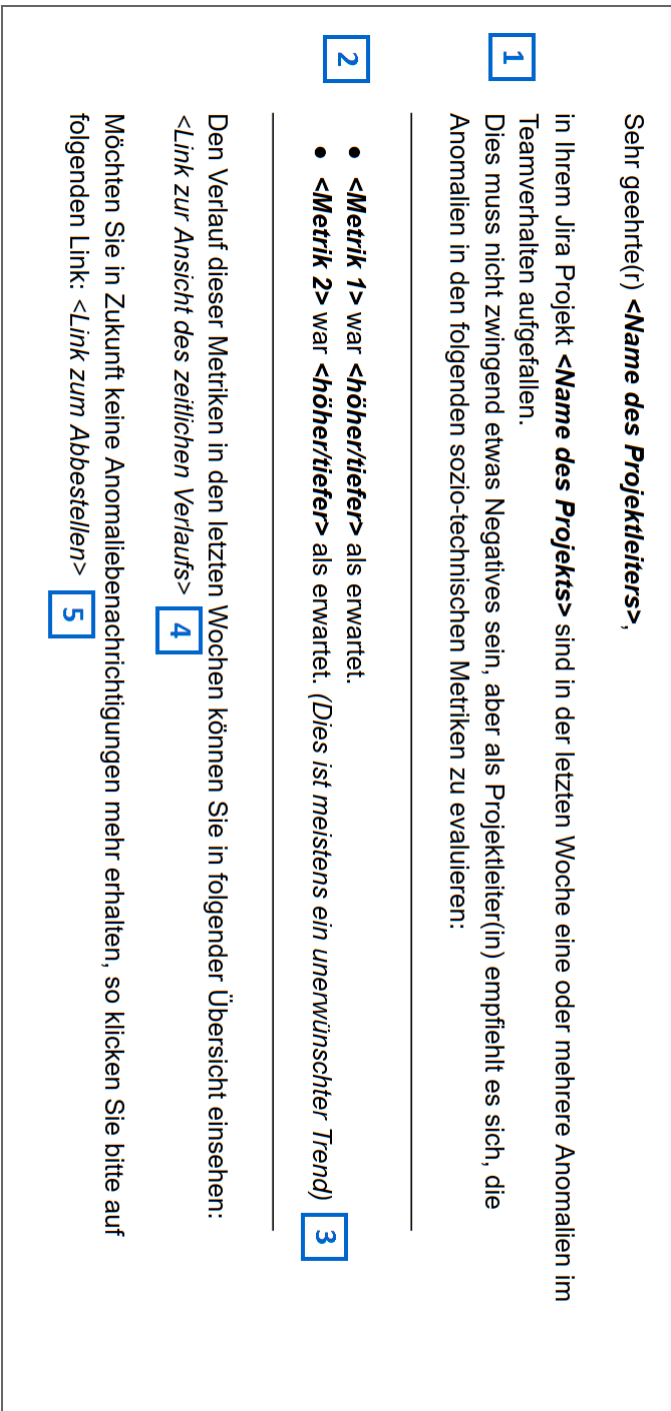 Sehr geehrte(r) <Name des Projektleiters>,
in Ihrem Jira Projekt <Name des Projekts> sind in der letzten Woche eine oder mehrere Anomalien im
Teamverhalten aufgefallen.
1
Dies muss nicht zwingend etwas Negatives sein, aber als Projektleiter(in) empfiehlt es sich, die
Anomalien in den folgenden sozio-technischen Metriken zu evaluieren:
2
• <Metrik 1> war <höher/tiefer> als erwartet.
• <Metrik 2> war <höher/tiefer> als erwartet. (Dies ist meistens ein unerwünschter Trend) 3
Den Verlauf dieser Metriken in den letzten Wochen können Sie in folgender Übersicht einsehen:
<Link zur Ansicht des zeitlichen Verlaufs> 4
Möchten Sie in Zukunft keine Anomaliebenachrichtigungen mehr erhalten, so klicken Sie bitte auf
folgenden Link: <Link zum Abbestellen> 5